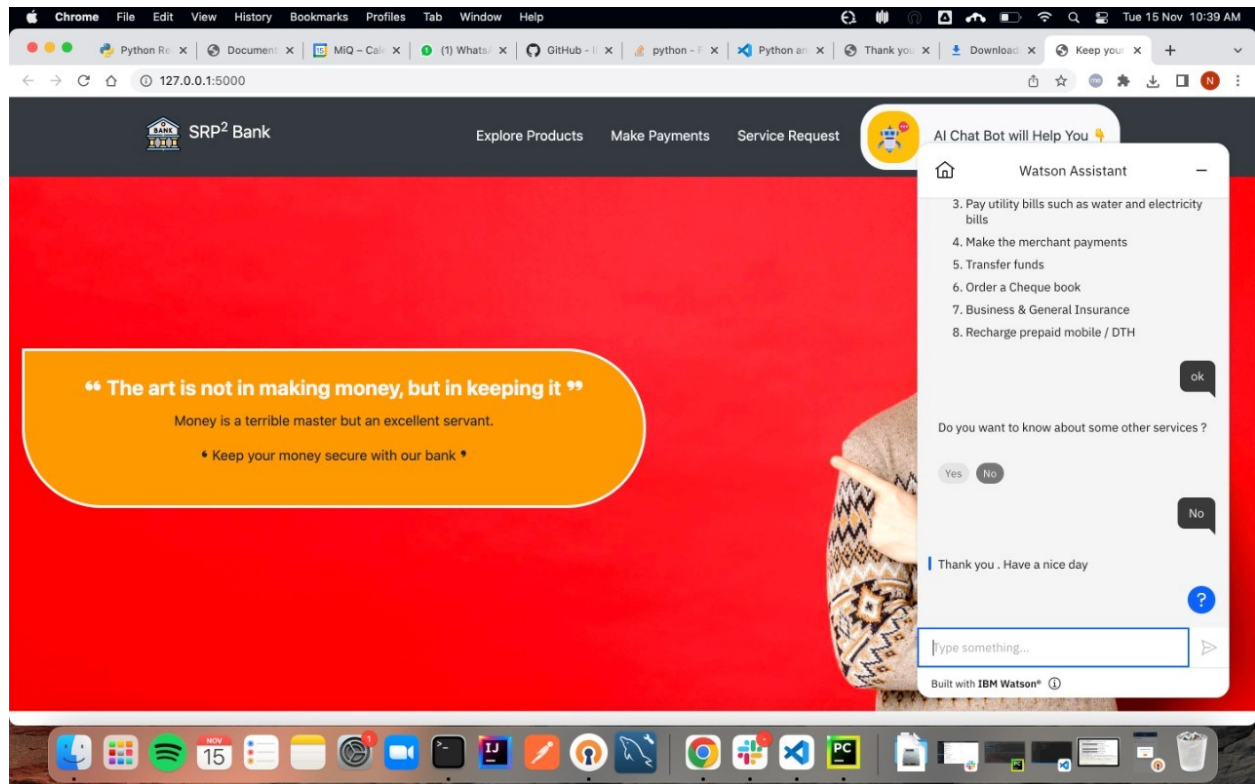 Chrome File Edit View History Bookmarks Profiles Tab Window Help Tue 15 Nov 10:39 AM
Python Re Document 15 MiQ – Cale (1) Whats GitHub - python - Python an Thank you Download Keep your
127.0.0.1:5000 N
BANK SRP² Bank Explore Products Make Payments Service Request AI Chat Bot will Help You
Watson Assistant
3. Pay utility bills such as water and electricity
bills
4. Make the merchant payments
5. Transfer funds
6. Order a Cheque book
7. Business & General Insurance
8. Recharge prepaid mobile / DTH
ok
Do you want to know about some other services ?
Yes No
No
Thank you . Have a nice day
?
Type something...
Built with IBM Watson®
❝ The art is not in making money, but in keeping it ❞
Money is a terrible master but an excellent servant.
❛ Keep your money secure with our bank ❜
NOV
15
1
IJ
PC